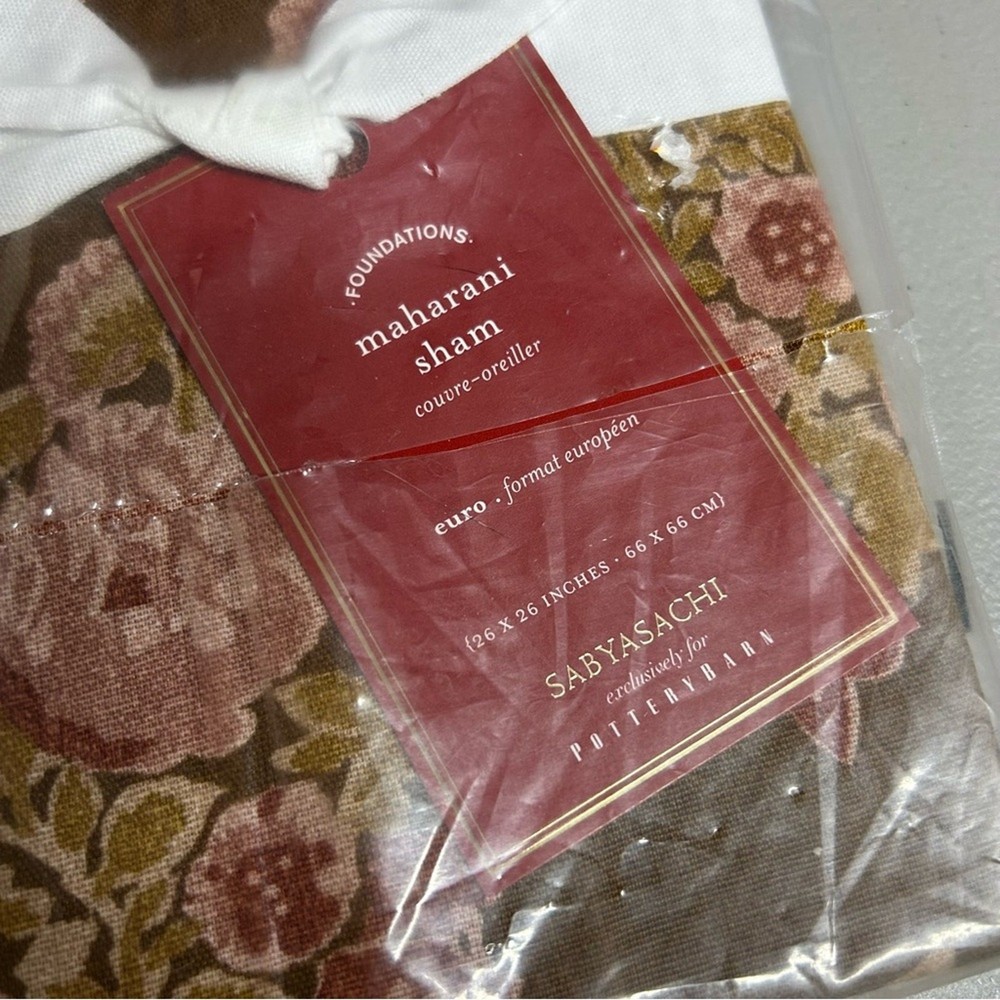 ·FOUNDATIONS·
maharani
sham
couvre-oreiller
euro · format européen
{26 X 26 INCHES · 66 X 66 CM}
SABYASACHI
exclusively for
POTTERYBARN